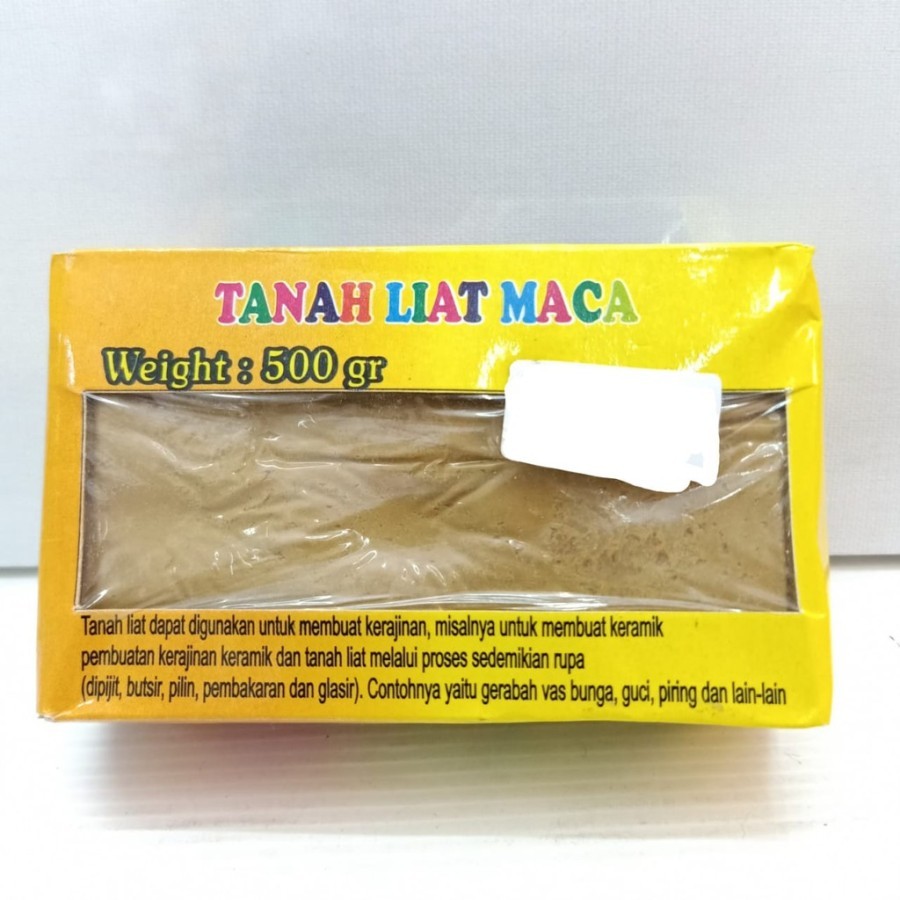 TANAH LIAT MACA
Weight : 500 gr
Tanah liat dapat digunakan untuk membuat kerajinan, misalnya untuk membuat keramik
pembuatan kerajinan keramik dan tanah liat melalui proses sedemikian rupa
(dipijit, butsir, pilin, pembakaran dan glasir). Contohnya yaitu gerabah vas bunga, guci, piring dan lain-lain